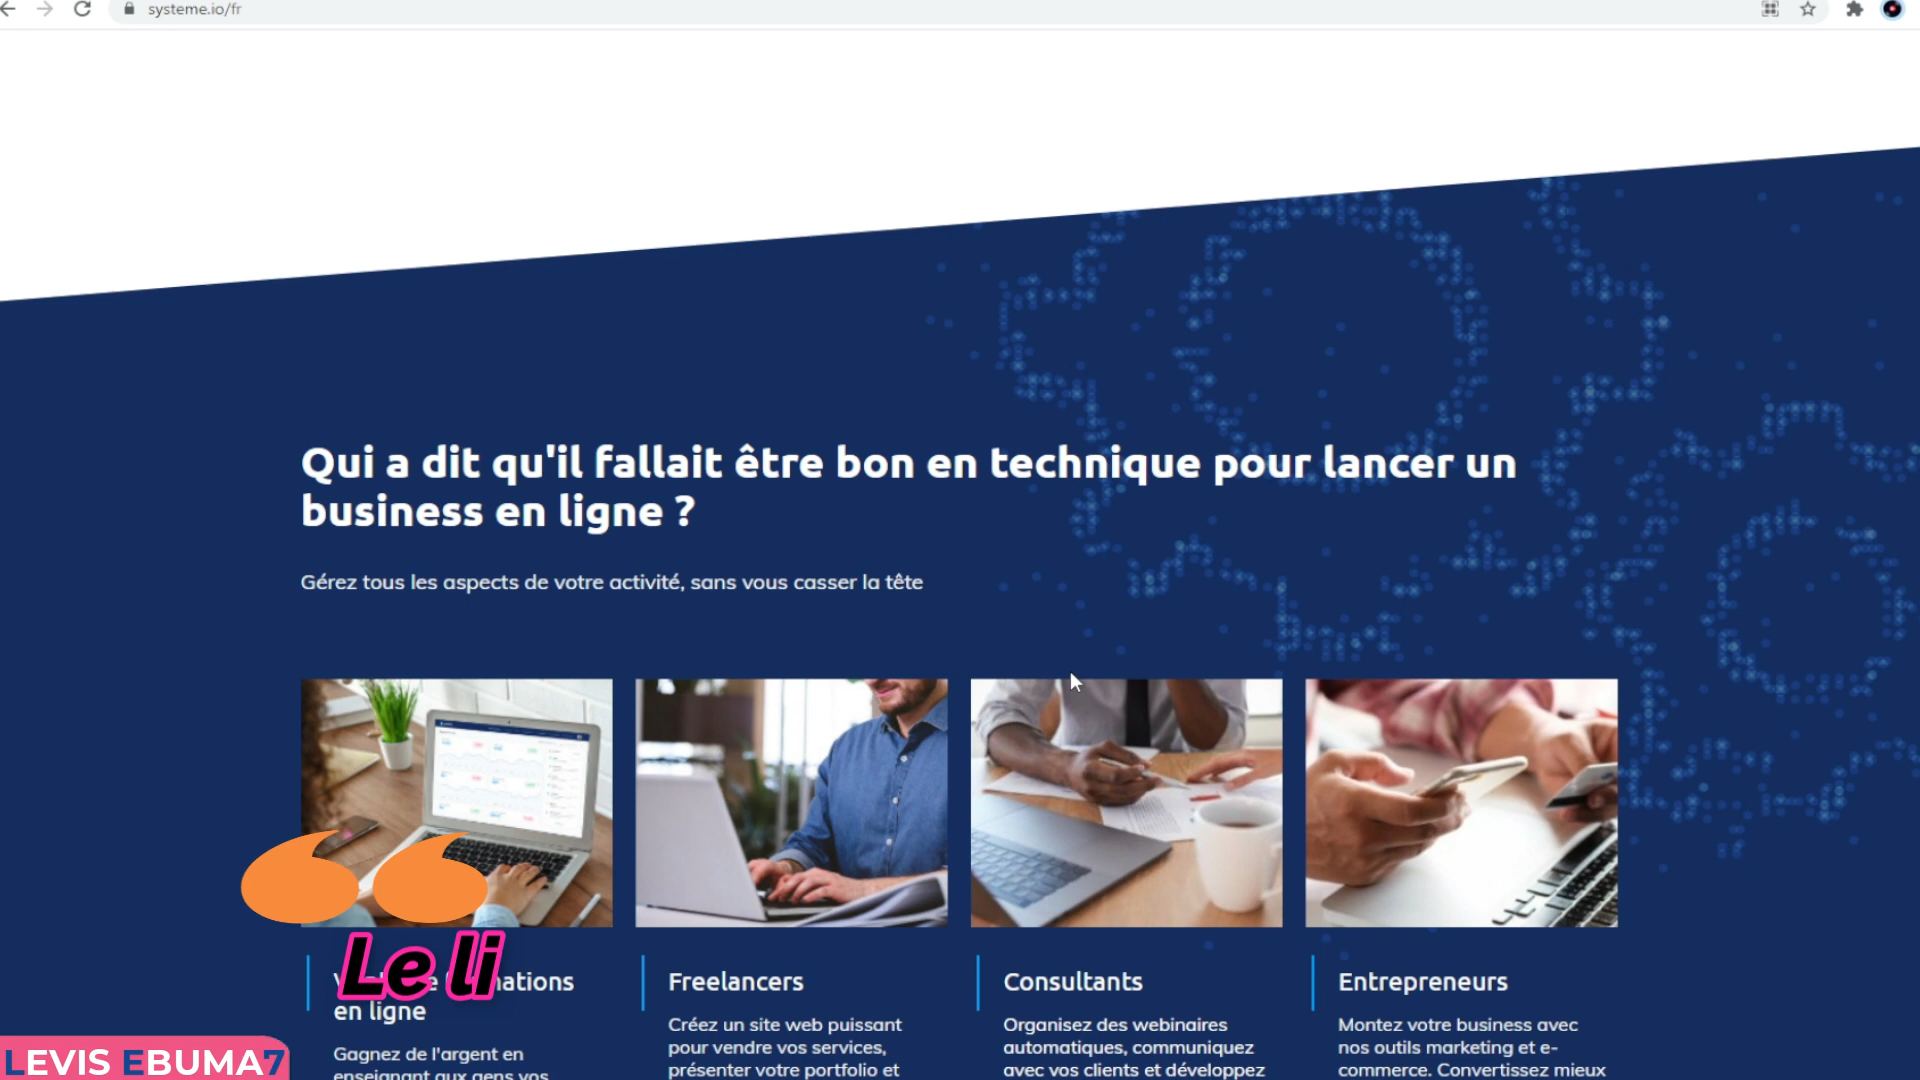 systeme.io/fr
Qui a dit qu'il fallait être bon en technique pour lancer un
business en ligne ?
Gérez tous les aspects de votre activité, sans vous casser la tête
Le li
en ligne
Gagnez de l'argent en
enseignant aux gens vos
Freelancers
Créez un site web puissant
pour vendre vos services,
présenter votre portfolio et
Consultants
Organisez des webinaires
automatiques, communiquez
avec vos clients et développez
Entrepreneurs
Montez votre business avec
nos outils marketing et e-
commerce. Convertissez mieux
LEVIS EBUMA7